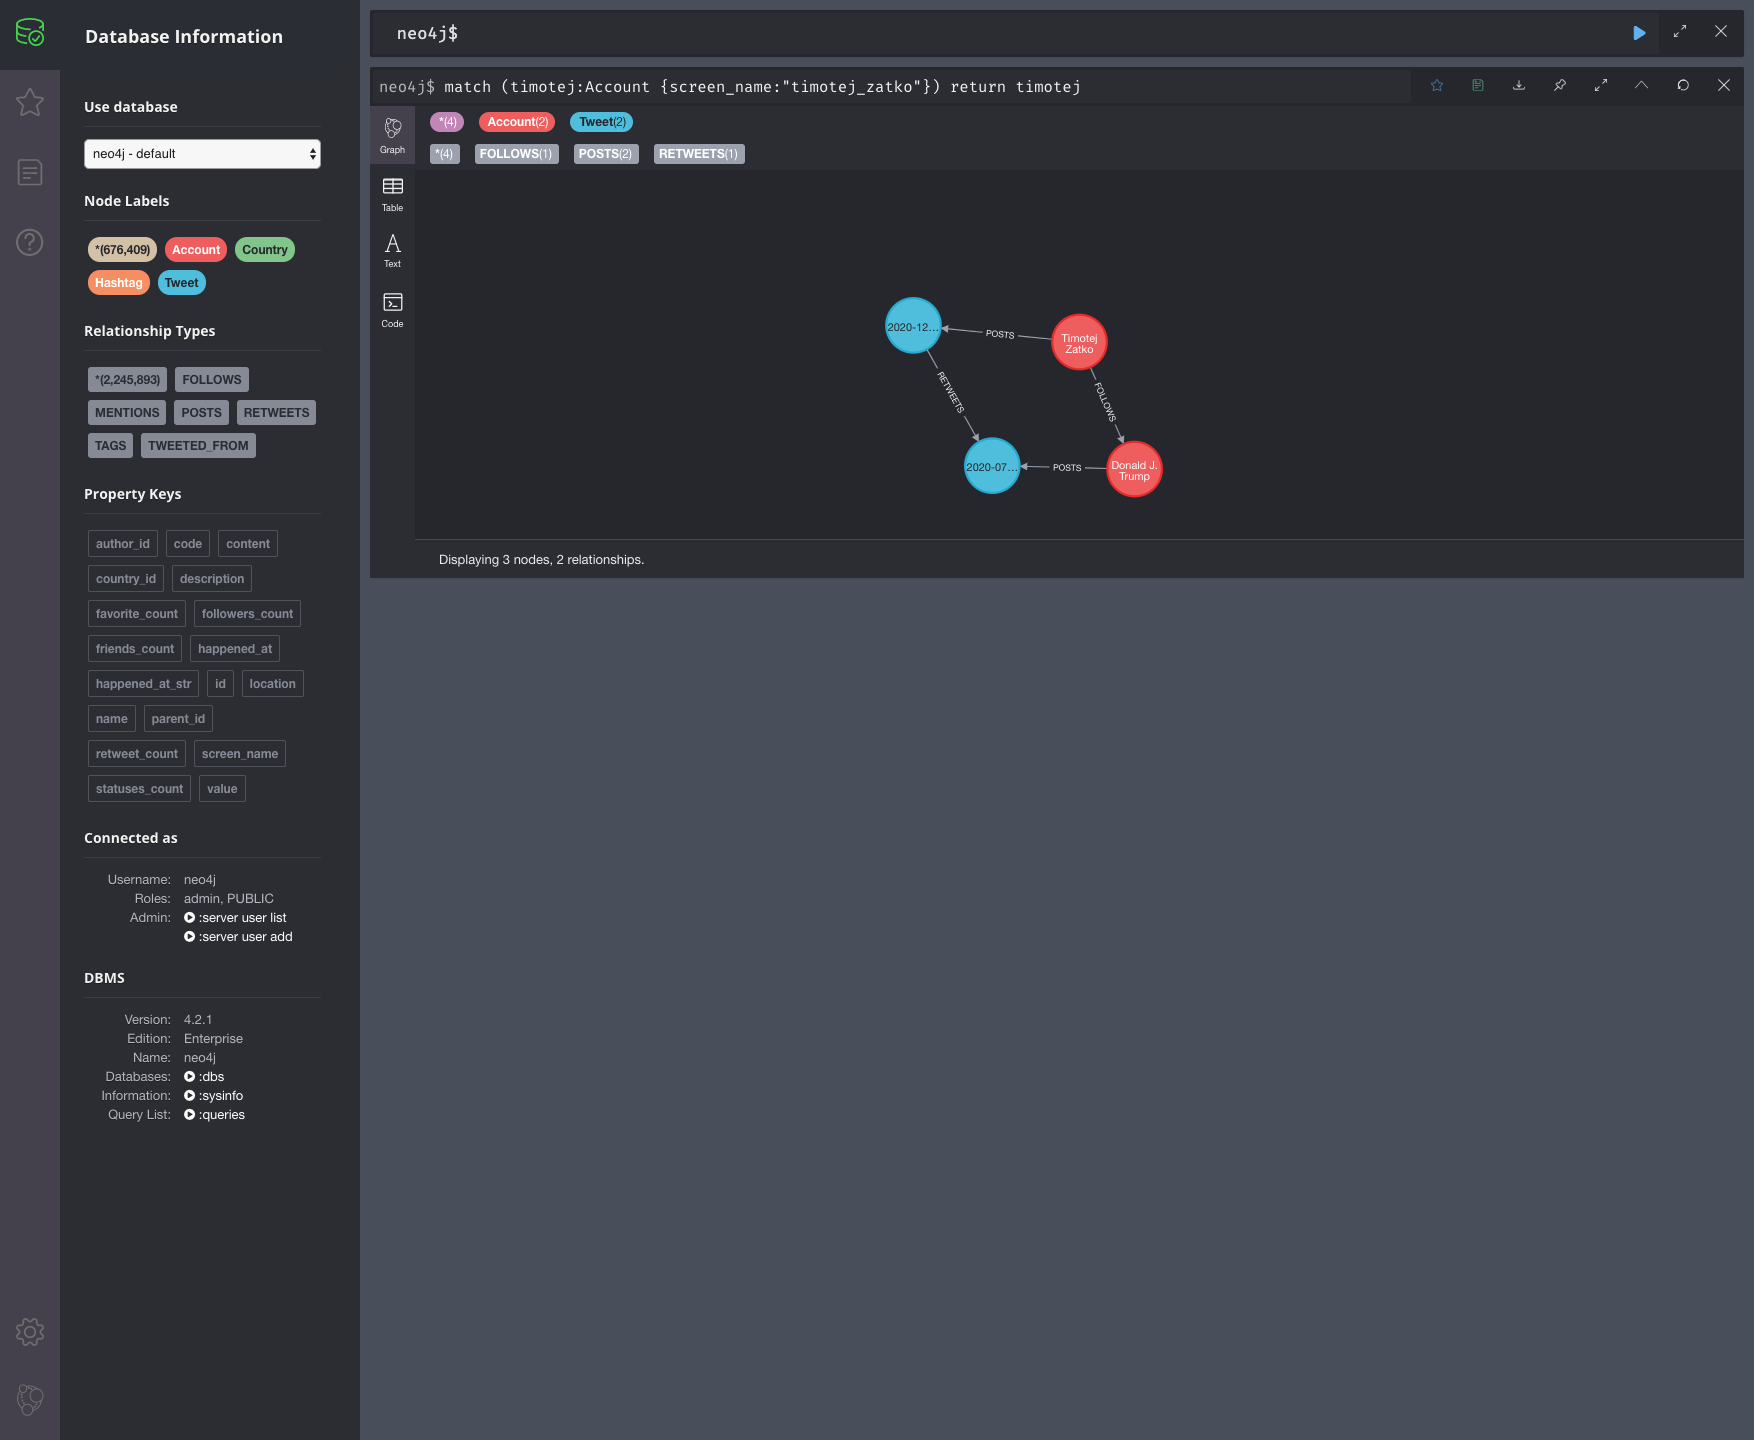 Database Information
Use database
neo4j - default
Node Labels
*(676,409) Account Country
Hashtag Tweet
Relationship Types
*(2,245,893) FOLLOWS
MENTIONS POSTS RETWEETS
TAGS TWEETED_FROM
Property Keys
author_id code content
country_id description
favorite_count followers_count
friends_count happened_at
happened_at_str id location
name parent_id
retweet_count screen_name
statuses_count value
Connected as
Username: neo4j
Roles: admin, PUBLIC
Admin: :server user list
:server user add
DBMS
Version: 4.2.1
Edition: Enterprise
Name: neo4j
Databases: :dbs
Information: :sysinfo
Query List: :queries
neo4j$
neo4j$ match (timotej:Account {screen_name:"timotej_zatko"}) return timotej
Graph
Table
Text
Code
*(4) Account(2) Tweet(2)
*(4) FOLLOWS(1) POSTS(2) RETWEETS(1)
2020-12...
POSTS
Timotej
Zatko
RETWEETS
FOLLOWS
2020-07...
POSTS
Donald J.
Trump
Displaying 3 nodes, 2 relationships.